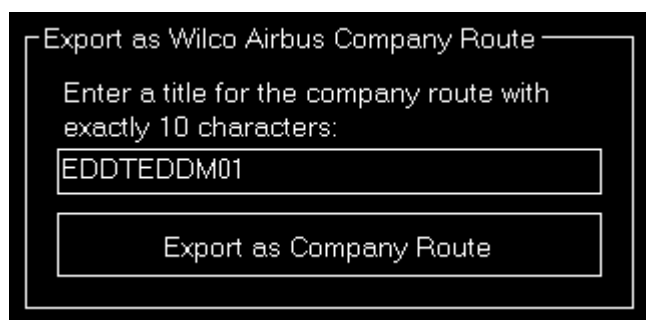 Export as Wilco Airbus Company Route
Enter a title for the company route with
exactly 10 characters:
EDDTEDDM01
Export as Company Route